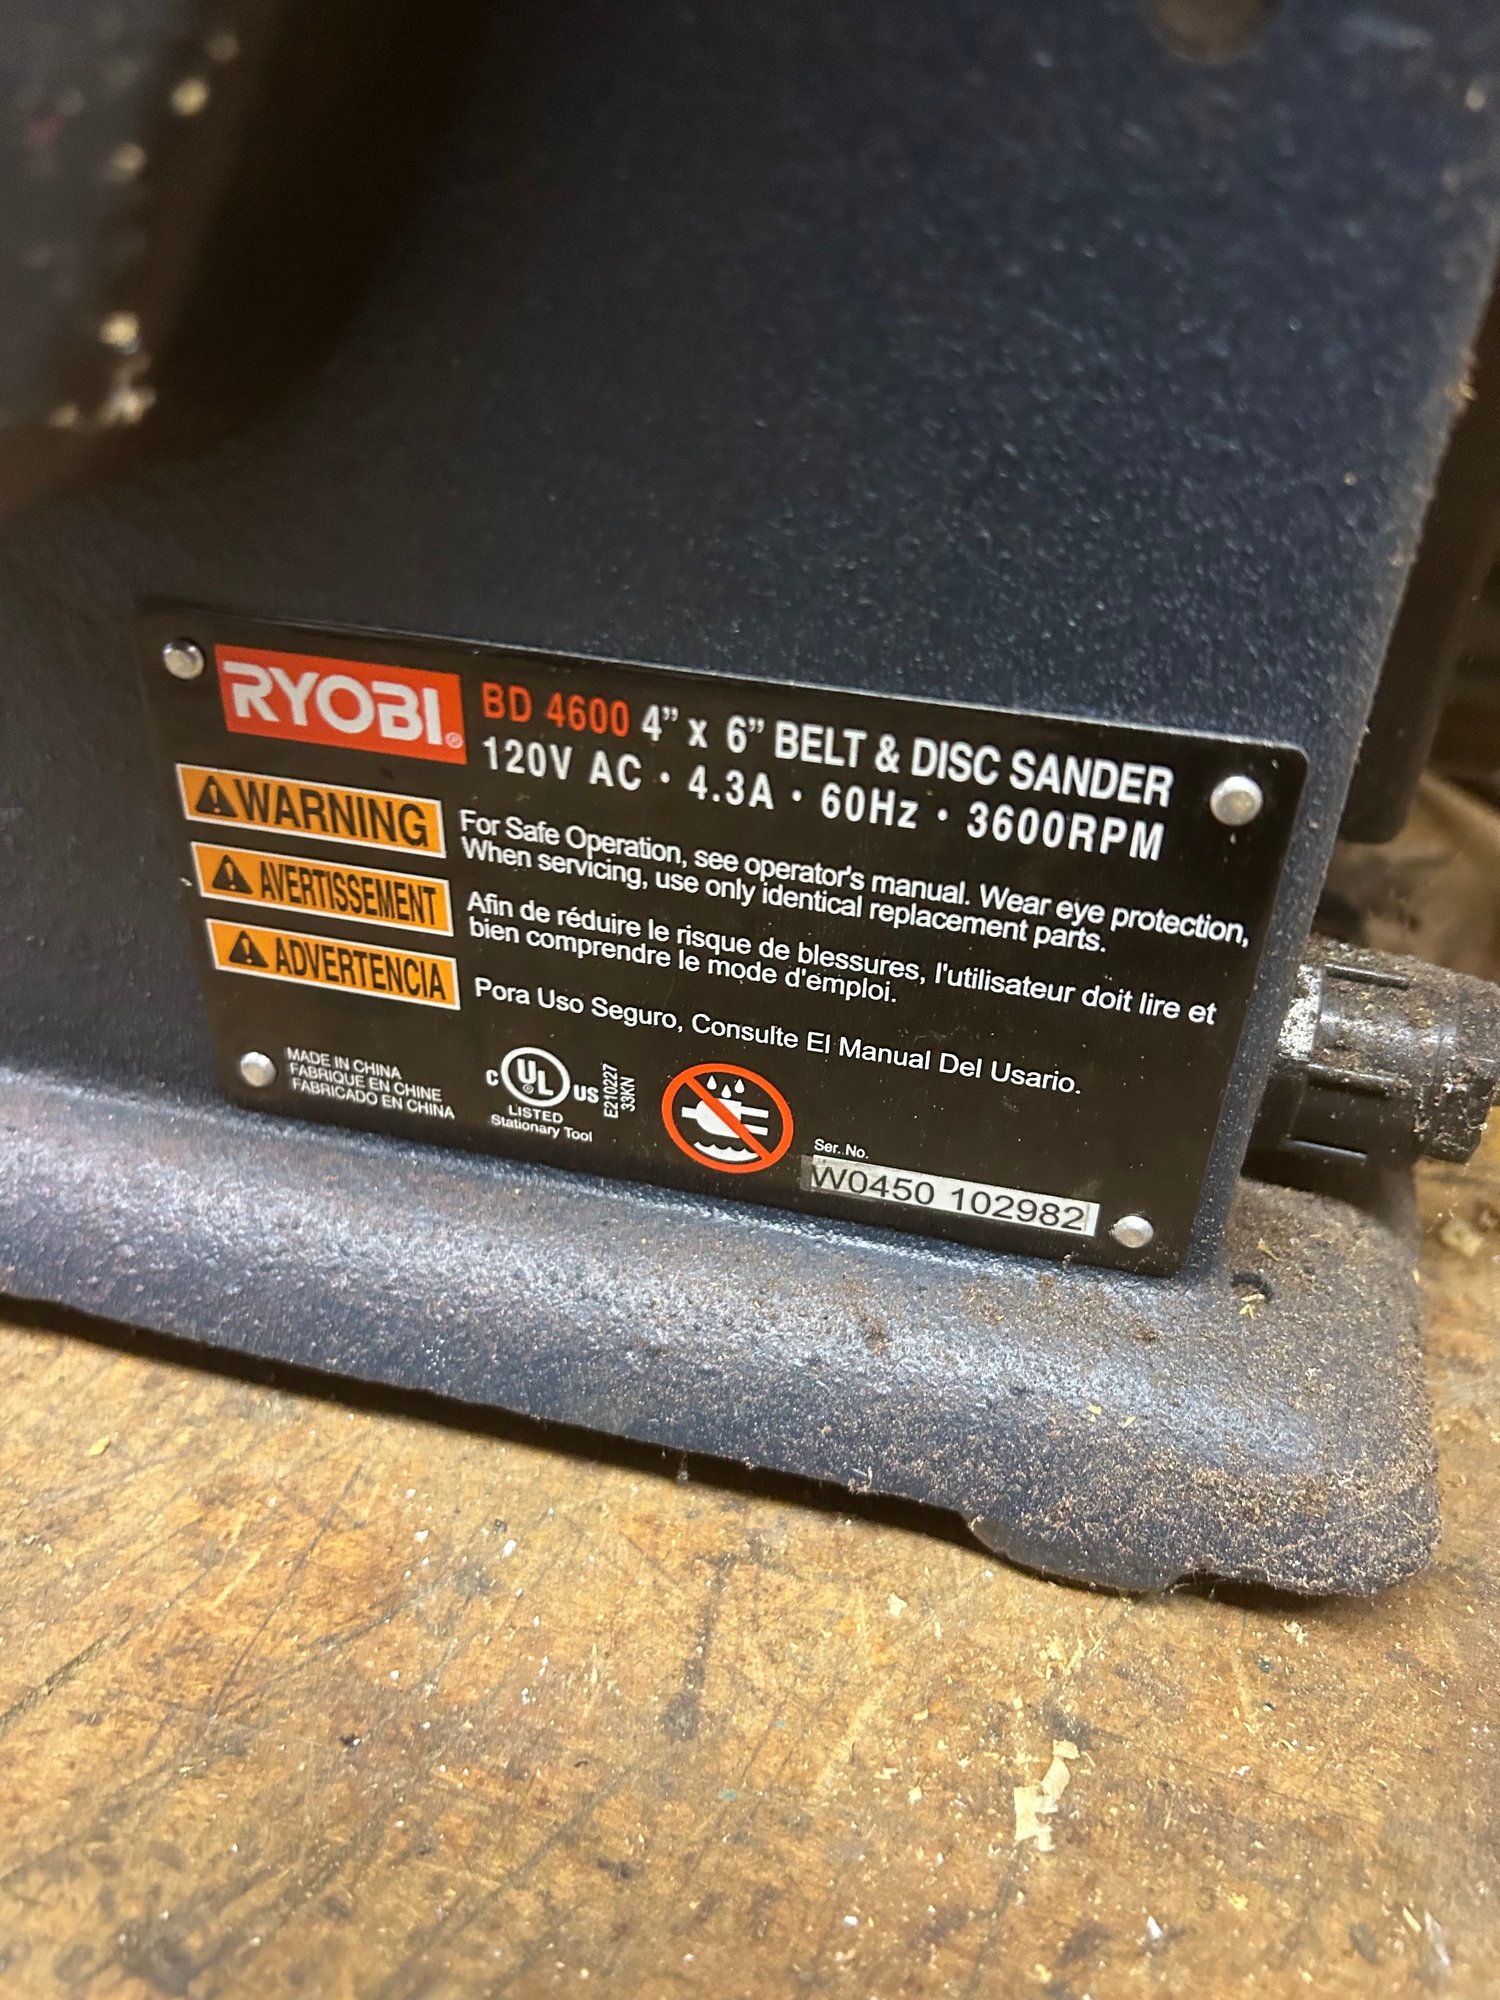 RYOBI®
BD 4600 4” x 6” BELT & DISC SANDER
120V AC · 4.3A · 60Hz · 3600RPM
WARNING
For Safe Operation, see operator's manual. Wear eye protection,
When servicing, use only identical replacement parts.
AVERTISSEMENT
Afin de réduire le risque de blessures, l'utilisateur doit lire et
bien comprendre le mode d'emploi.
ADVERTENCIA
Pora Uso Seguro, Consulte El Manual Del Usario.
MADE IN CHINA
FABRIQUE EN CHINE
FABRICADO EN CHINA
C UL ® US
LISTED
Stationary Tool
E210227
33KN
Ser. No.
W0450 102982